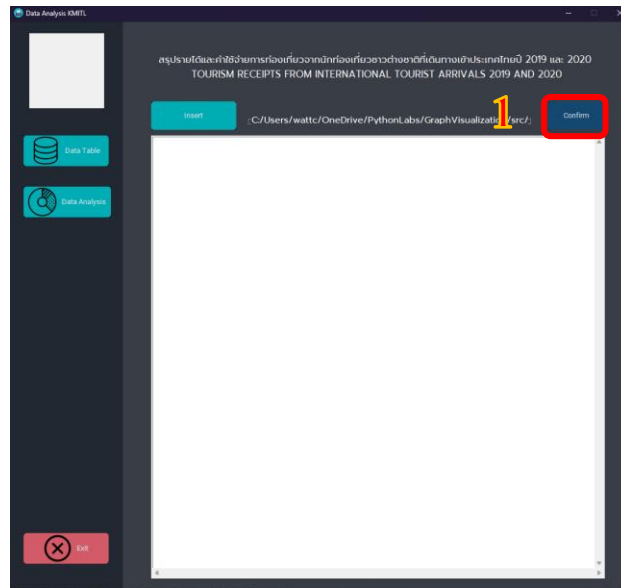 Data Analysis KMITL
สรุปรายได้และค่าใช้จ่ายการท่องเที่ยวจากนักท่องเที่ยวชาวต่างชาติที่เดินทางเข้าประเทศไทยปี 2019 และ 2020
TOURISM RECEIPTS FROM INTERNATIONAL TOURIST ARRIVALS 2019 AND 2020
Insert
:C:/Users/wattc/OneDrive/PythonLabs/GraphVisualization/src/
1
Confirm
Data Table
Data Analysis
Exit